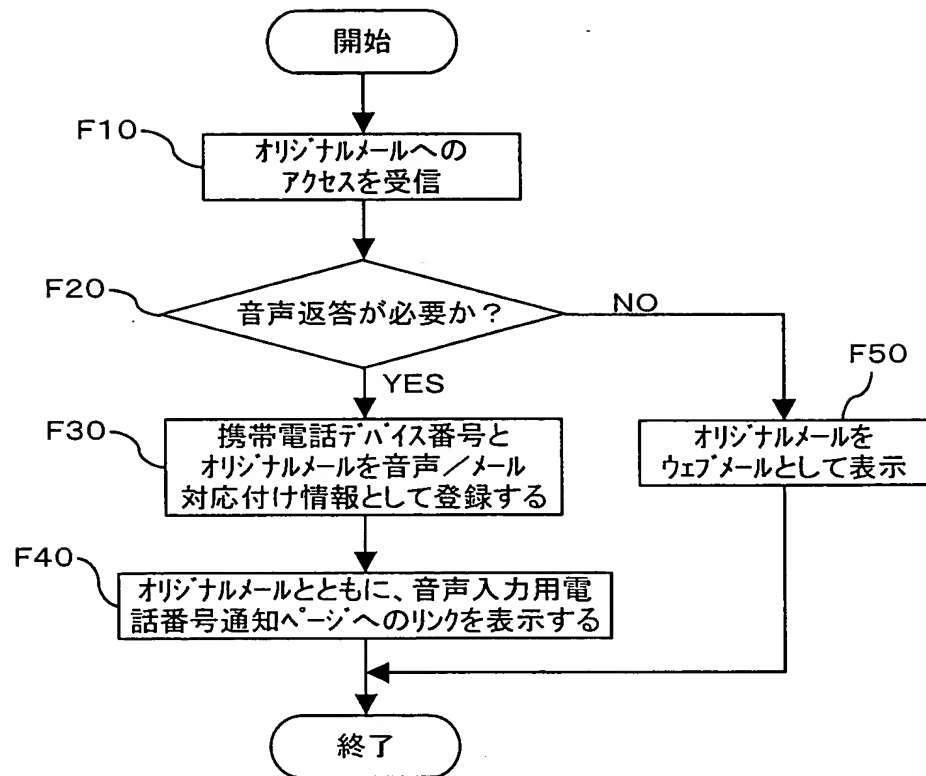 開始
F10
オリジナルメールへの
アクセスを受信
F20
音声返答が必要か？
NO
YES
F50
オリジナルメールを
ウェブメールとして表示
F30
携帯電話デバイス番号と
オリジナルメールを音声／メール
対応付け情報として登録する
F40
オリジナルメールとともに、音声入力用電
話番号通知ページへのリンクを表示する
終了